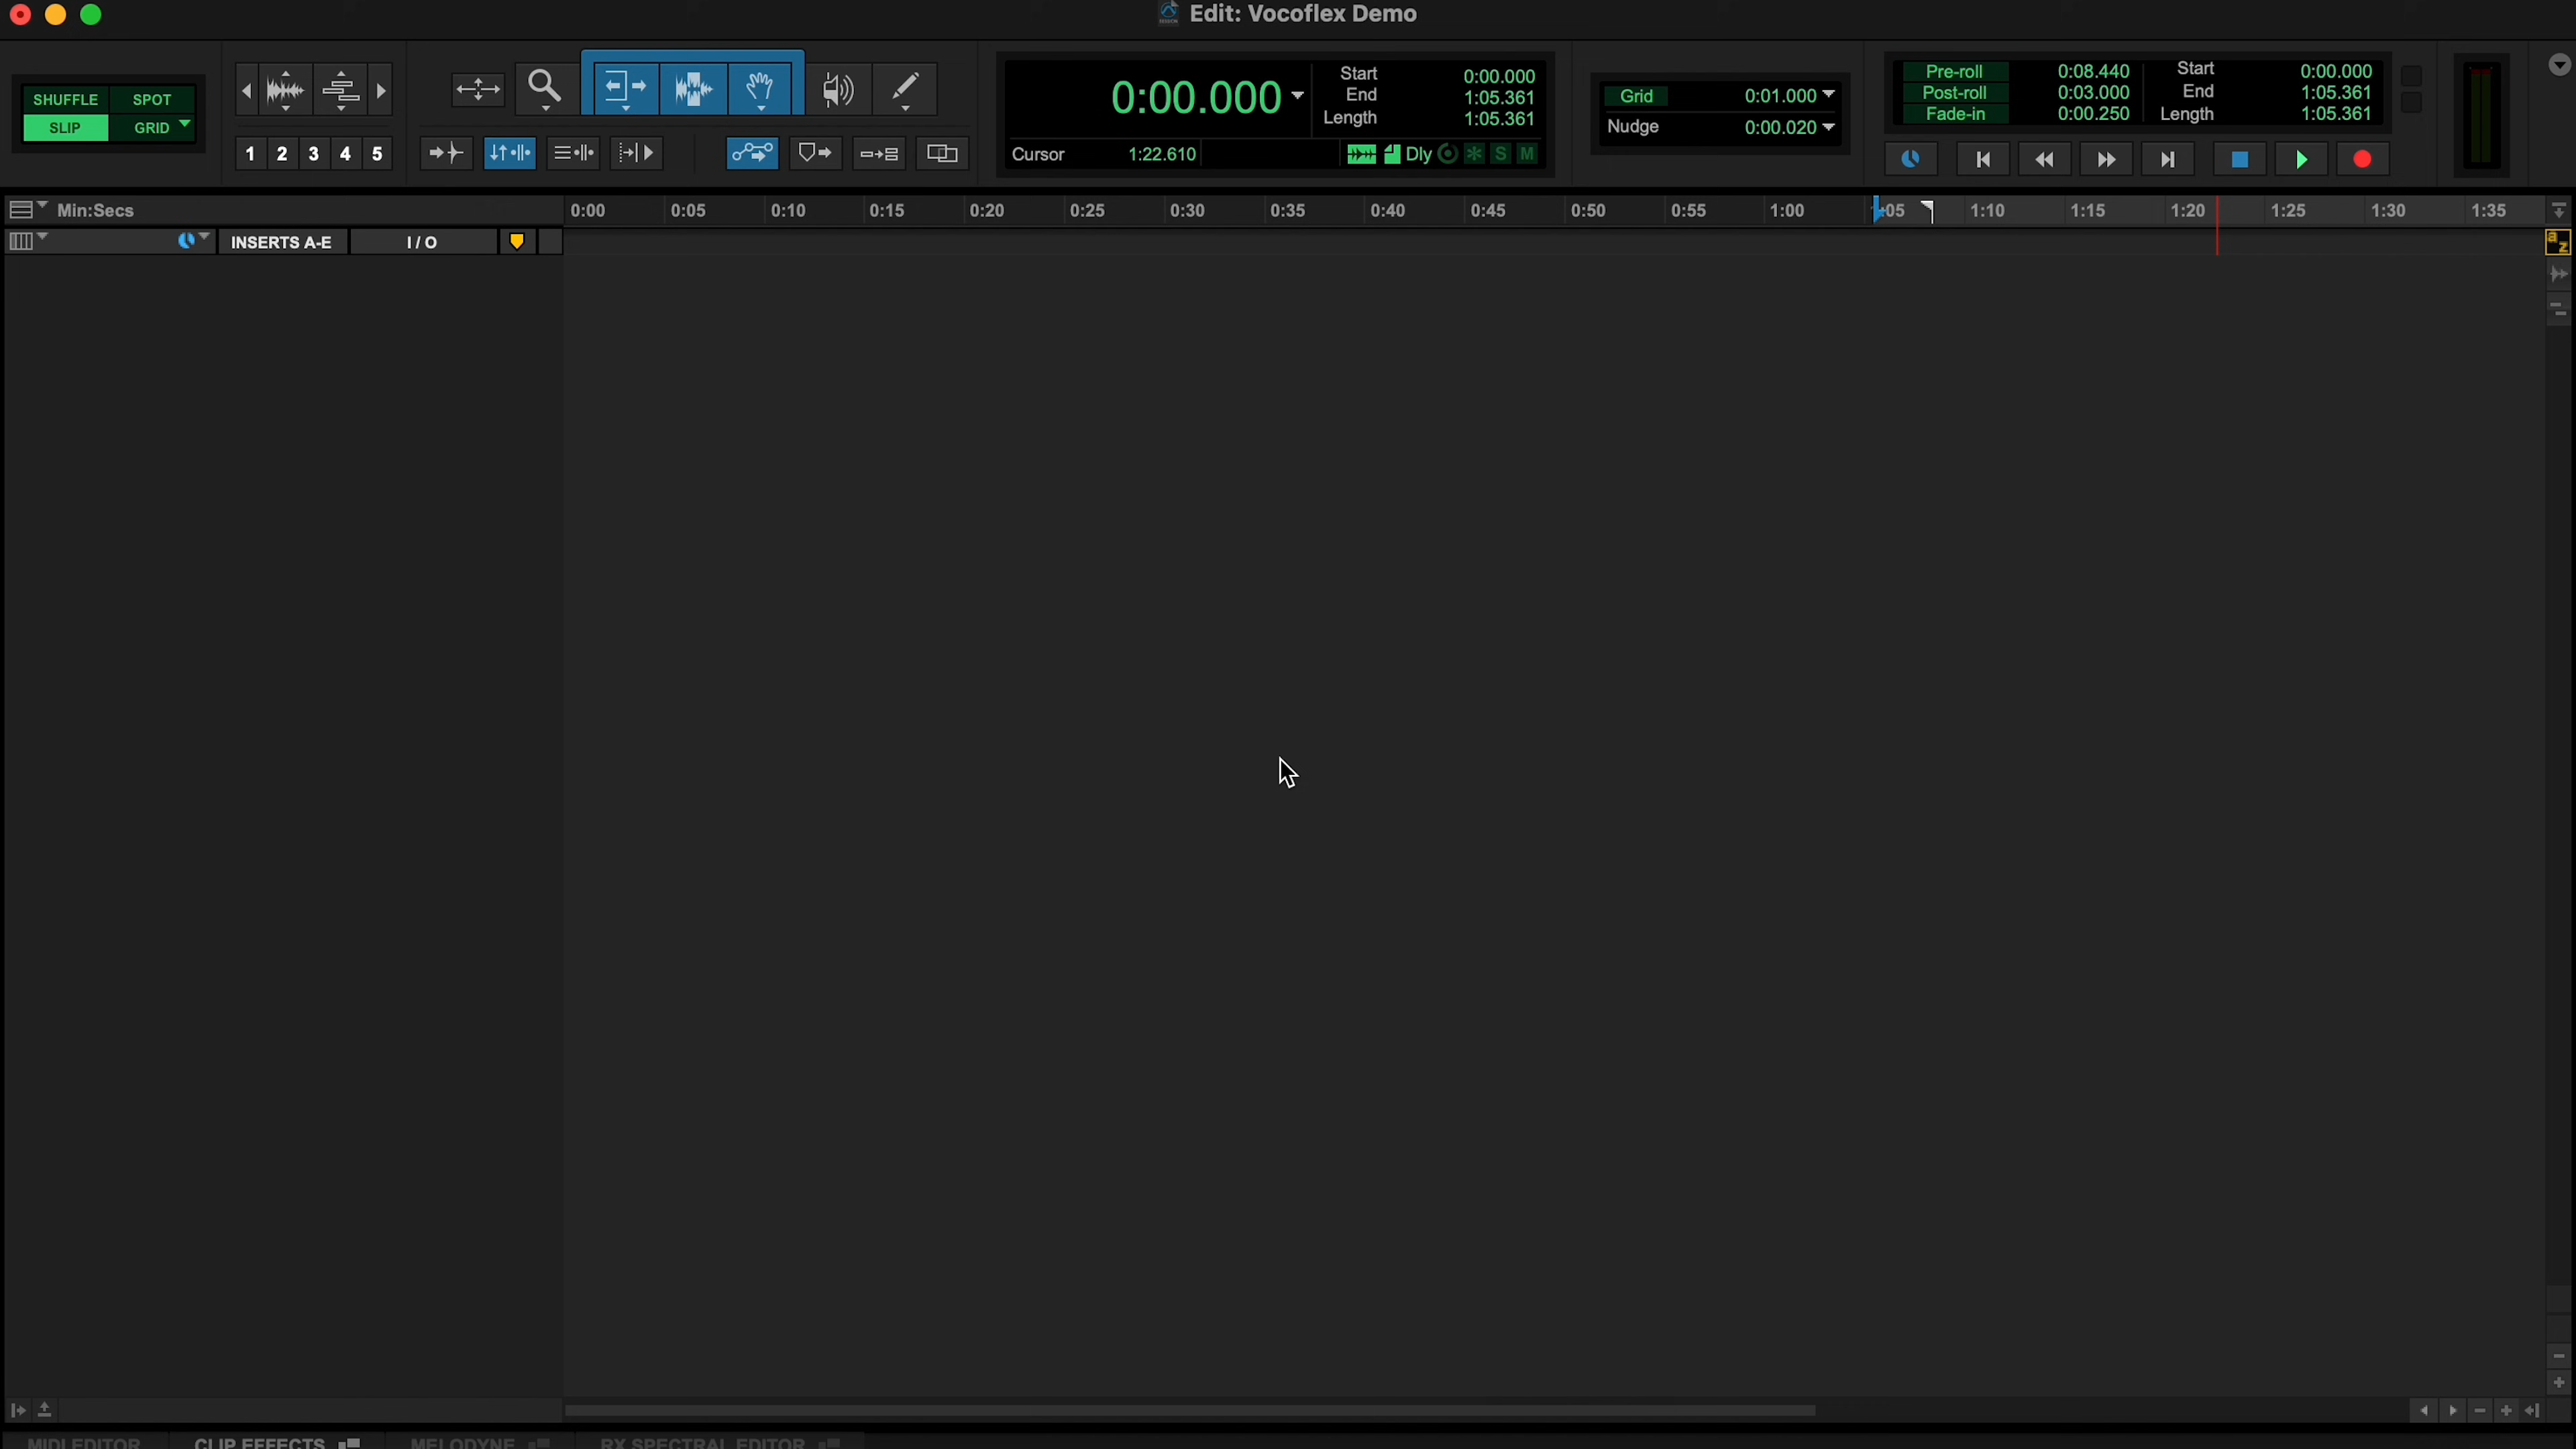 Edit: Vocoflex Demo
SHUFFLE SPOT
SLIP GRID
1 2 3 4 5
0:00.000
Start 0:00.000
End 1:05.361
Length 1:05.361
Cursor 1:22.610
Dly S M
Grid 0:01.000
Nudge 0:00.020
Pre-roll 0:08.440
Post-roll 0:03.000
Fade-in 0:00.250
Start 0:00.000
End 1:05.361
Length 1:05.361
Min:Secs
0:00 0:05 0:10 0:15 0:20 0:25 0:30 0:35 0:40 0:45 0:50 0:55 1:00 :05 1:10 1:15 1:20 1:25 1:30 1:35
INSERTS A-E I / O
a z
MIDI EDITOR CLIP EFFECTS MELODYNE RX SPECTRAL EDITOR